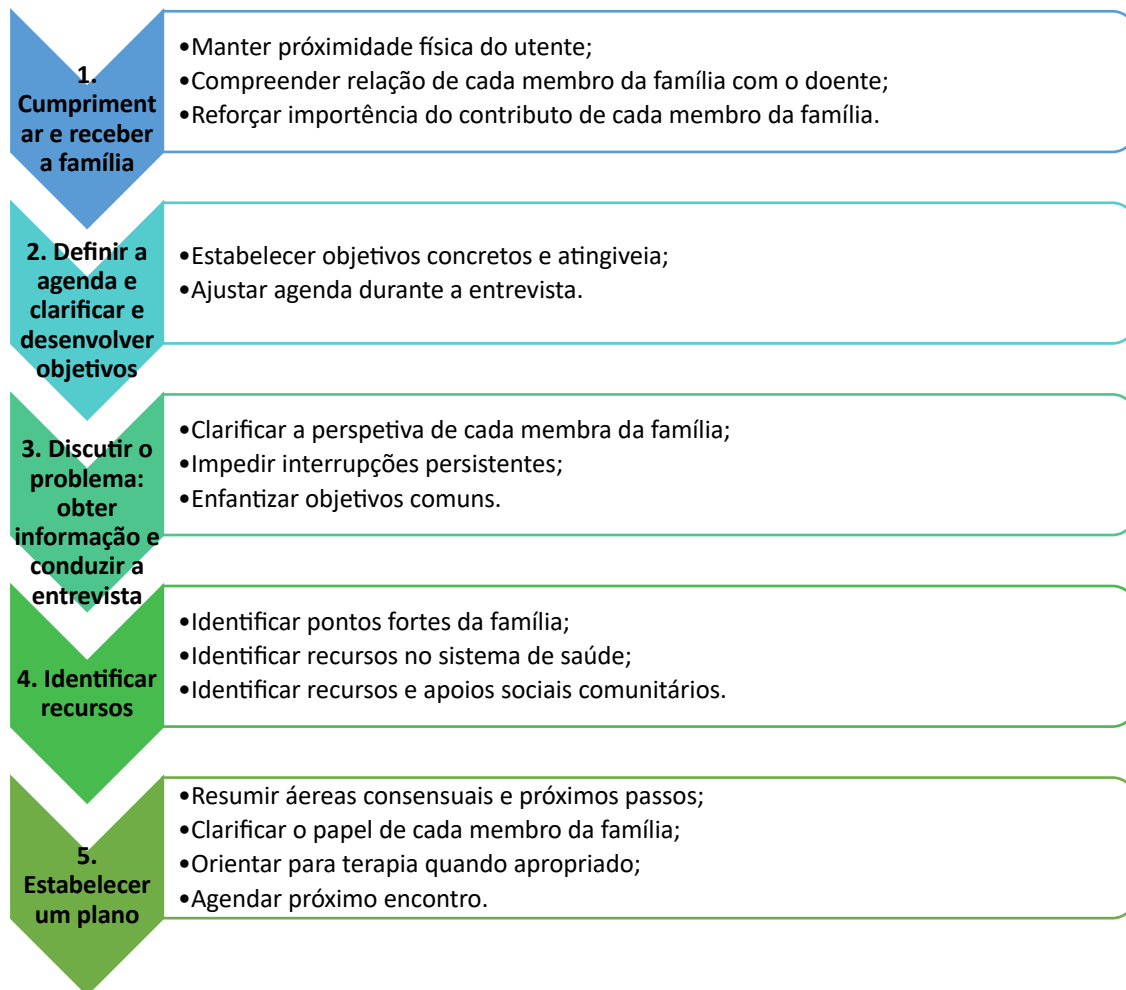 1.
Cumpriment
ar e receber
a família
•Manter próximidade física do utente;
•Compreender relação de cada membro da família com o doente;
•Reforçar importência do contributo de cada membro da família.
2. Definir a
agenda e
clarificar e
desenvolver
objetivos
•Estabelecer objetivos concretos e atingiveia;
•Ajustar agenda durante a entrevista.
3. Discutir o
problema:
obter
informação e
conduzir a
entrevista
•Clarificar a perspetiva de cada membra da família;
•Impedir interrupções persistentes;
•Enfantizar objetivos comuns.
4. Identificar
recursos
•Identificar pontos fortes da família;
•Identificar recursos no sistema de saúde;
•Identificar recursos e apoios sociais comunitários.
5.
Estabelecer
um plano
•Resumir áereas consensuais e próximos passos;
•Clarificar o papel de cada membro da família;
•Orientar para terapia quando apropriado;
•Agendar próximo encontro.